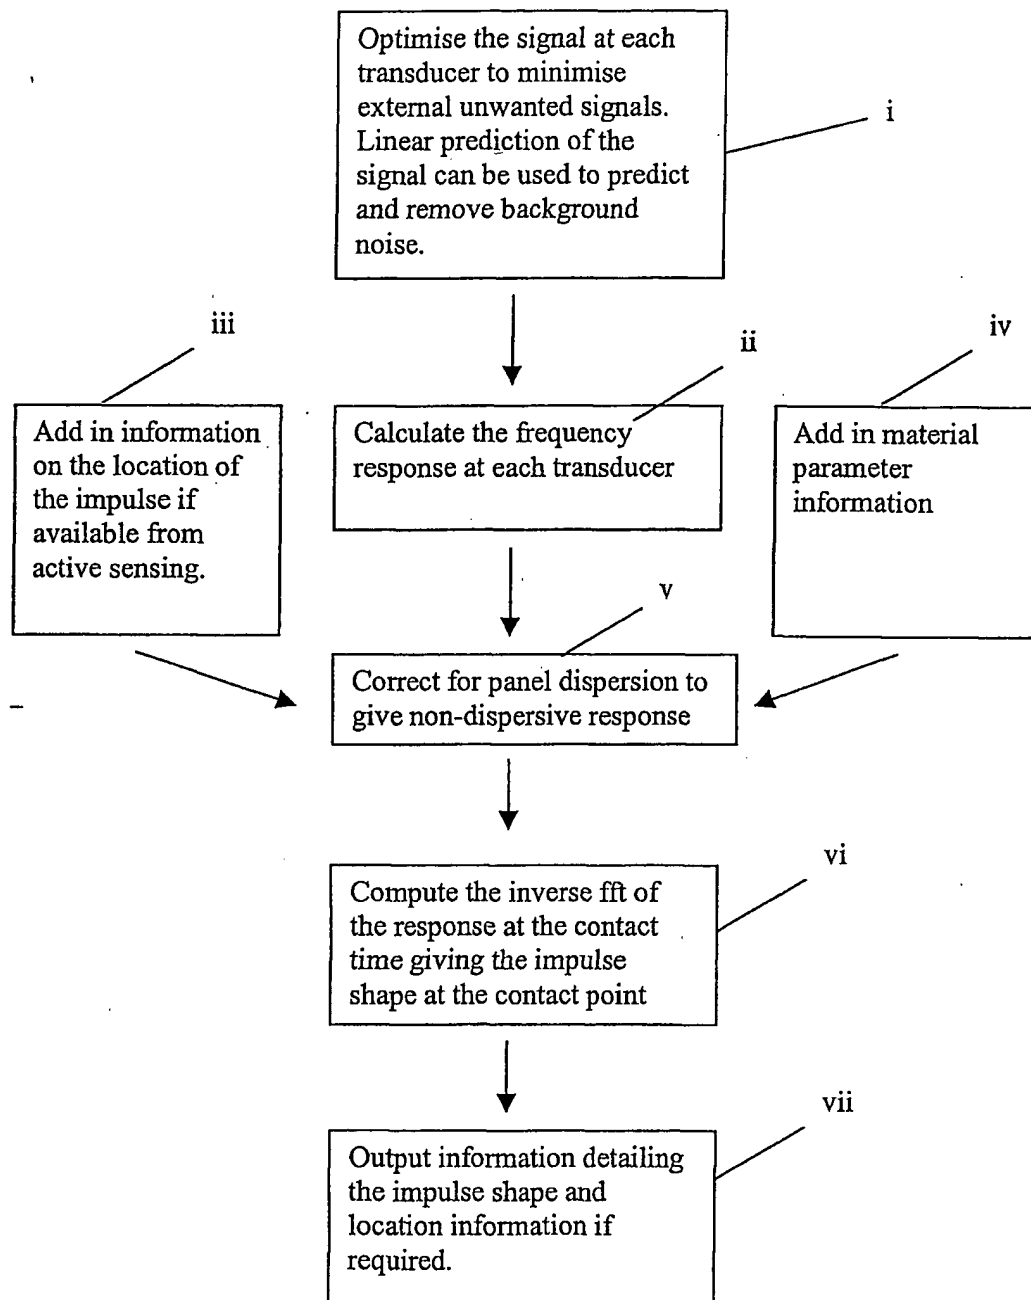 Optimise the signal at each
transducer to minimise
external unwanted signals.
Linear prediction of the
signal can be used to predict
and remove background
noise.
i
iii
ii
iv
Add in information
on the location of
the impulse if
available from
active sensing.
Calculate the frequency
response at each transducer
Add in material
parameter
information
v
Correct for panel dispersion to
give non-dispersive response
vi
Compute the inverse fft of
the response at the contact
time giving the impulse
shape at the contact point
vii
Output information detailing
the impulse shape and
location information if
required.